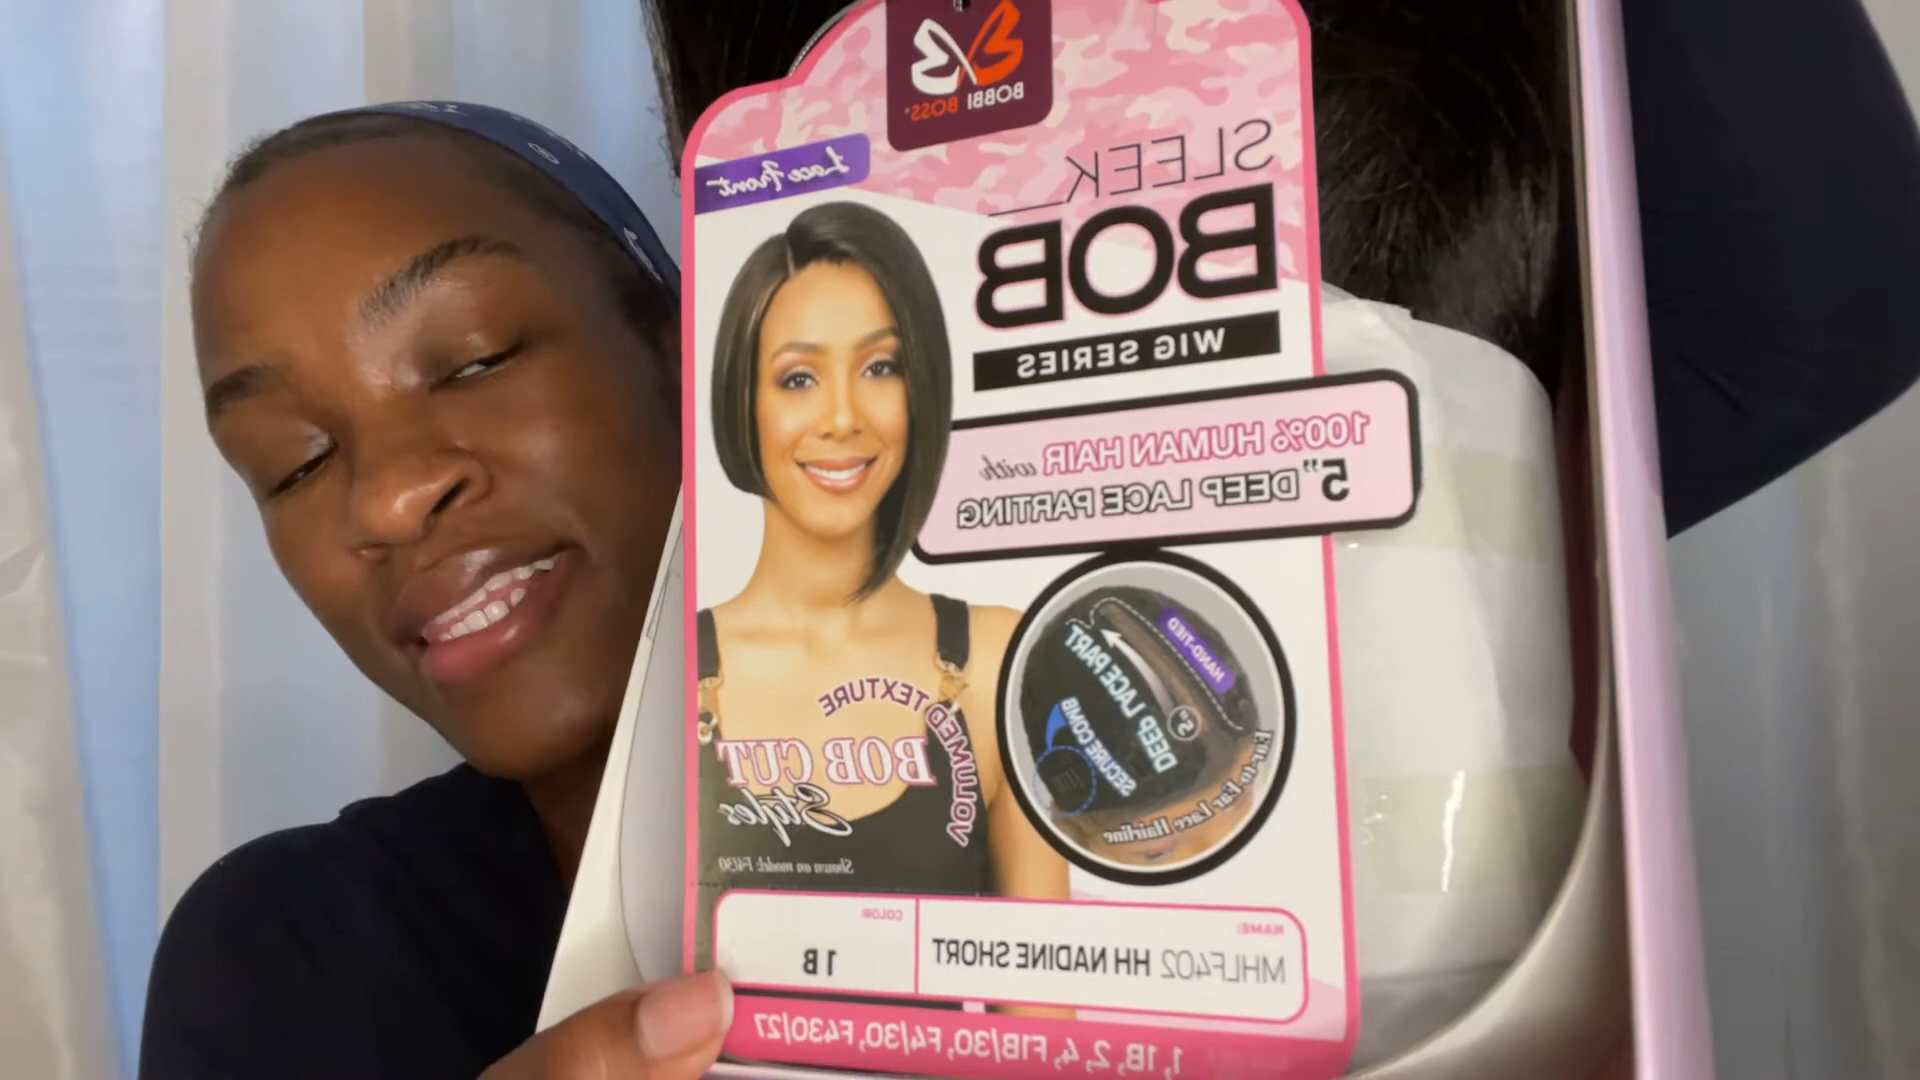 BOBBI BOSS®
Lace Front
SLEEK
BOB
WIG SERIES
100% HUMAN HAIR with
5" DEEP LACE PARTING
HAND-TIED
5"
DEEP LACE PART
SECURE COMB
Ear-to-Ear Lace Hairline
VOLUMED TEXTURE
BOB CUT
Styles
Shown on model: F4/30
NAME:
MHLF402 HH NADINE SHORT
COLOR:
1B
1, 1B, 2, 4, F1B/30, F4/30, F430/27